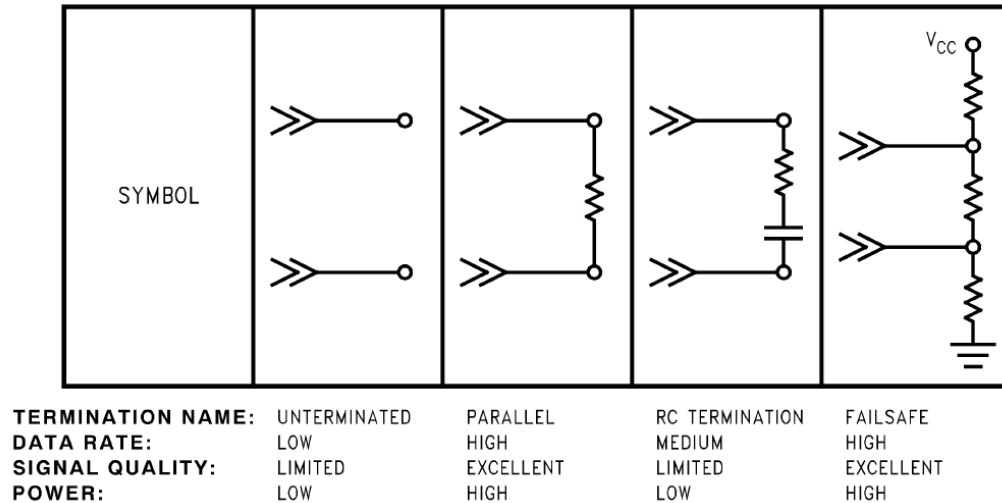 V_CC
SYMBOL
TERMINATION NAME: UNTERMINATED PARALLEL RC TERMINATION FAILSAFE
DATA RATE: LOW HIGH MEDIUM HIGH
SIGNAL QUALITY: LIMITED EXCELLENT LIMITED EXCELLENT
POWER: LOW HIGH LOW HIGH